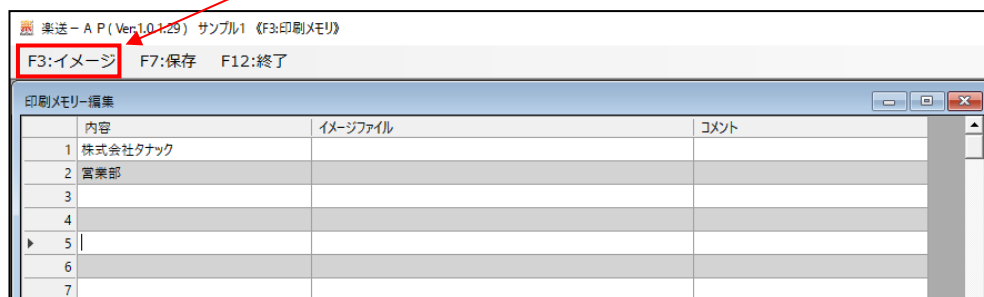 楽送－ＡＰ(Ver:1.0.1.29) サンプル1 《F3:印刷メモリ》
F3:イメージ F7:保存 F12:終了
印刷メモリー編集
内容 イメージファイル コメント
1 株式会社タナック
2 営業部
3
4
5
6
7